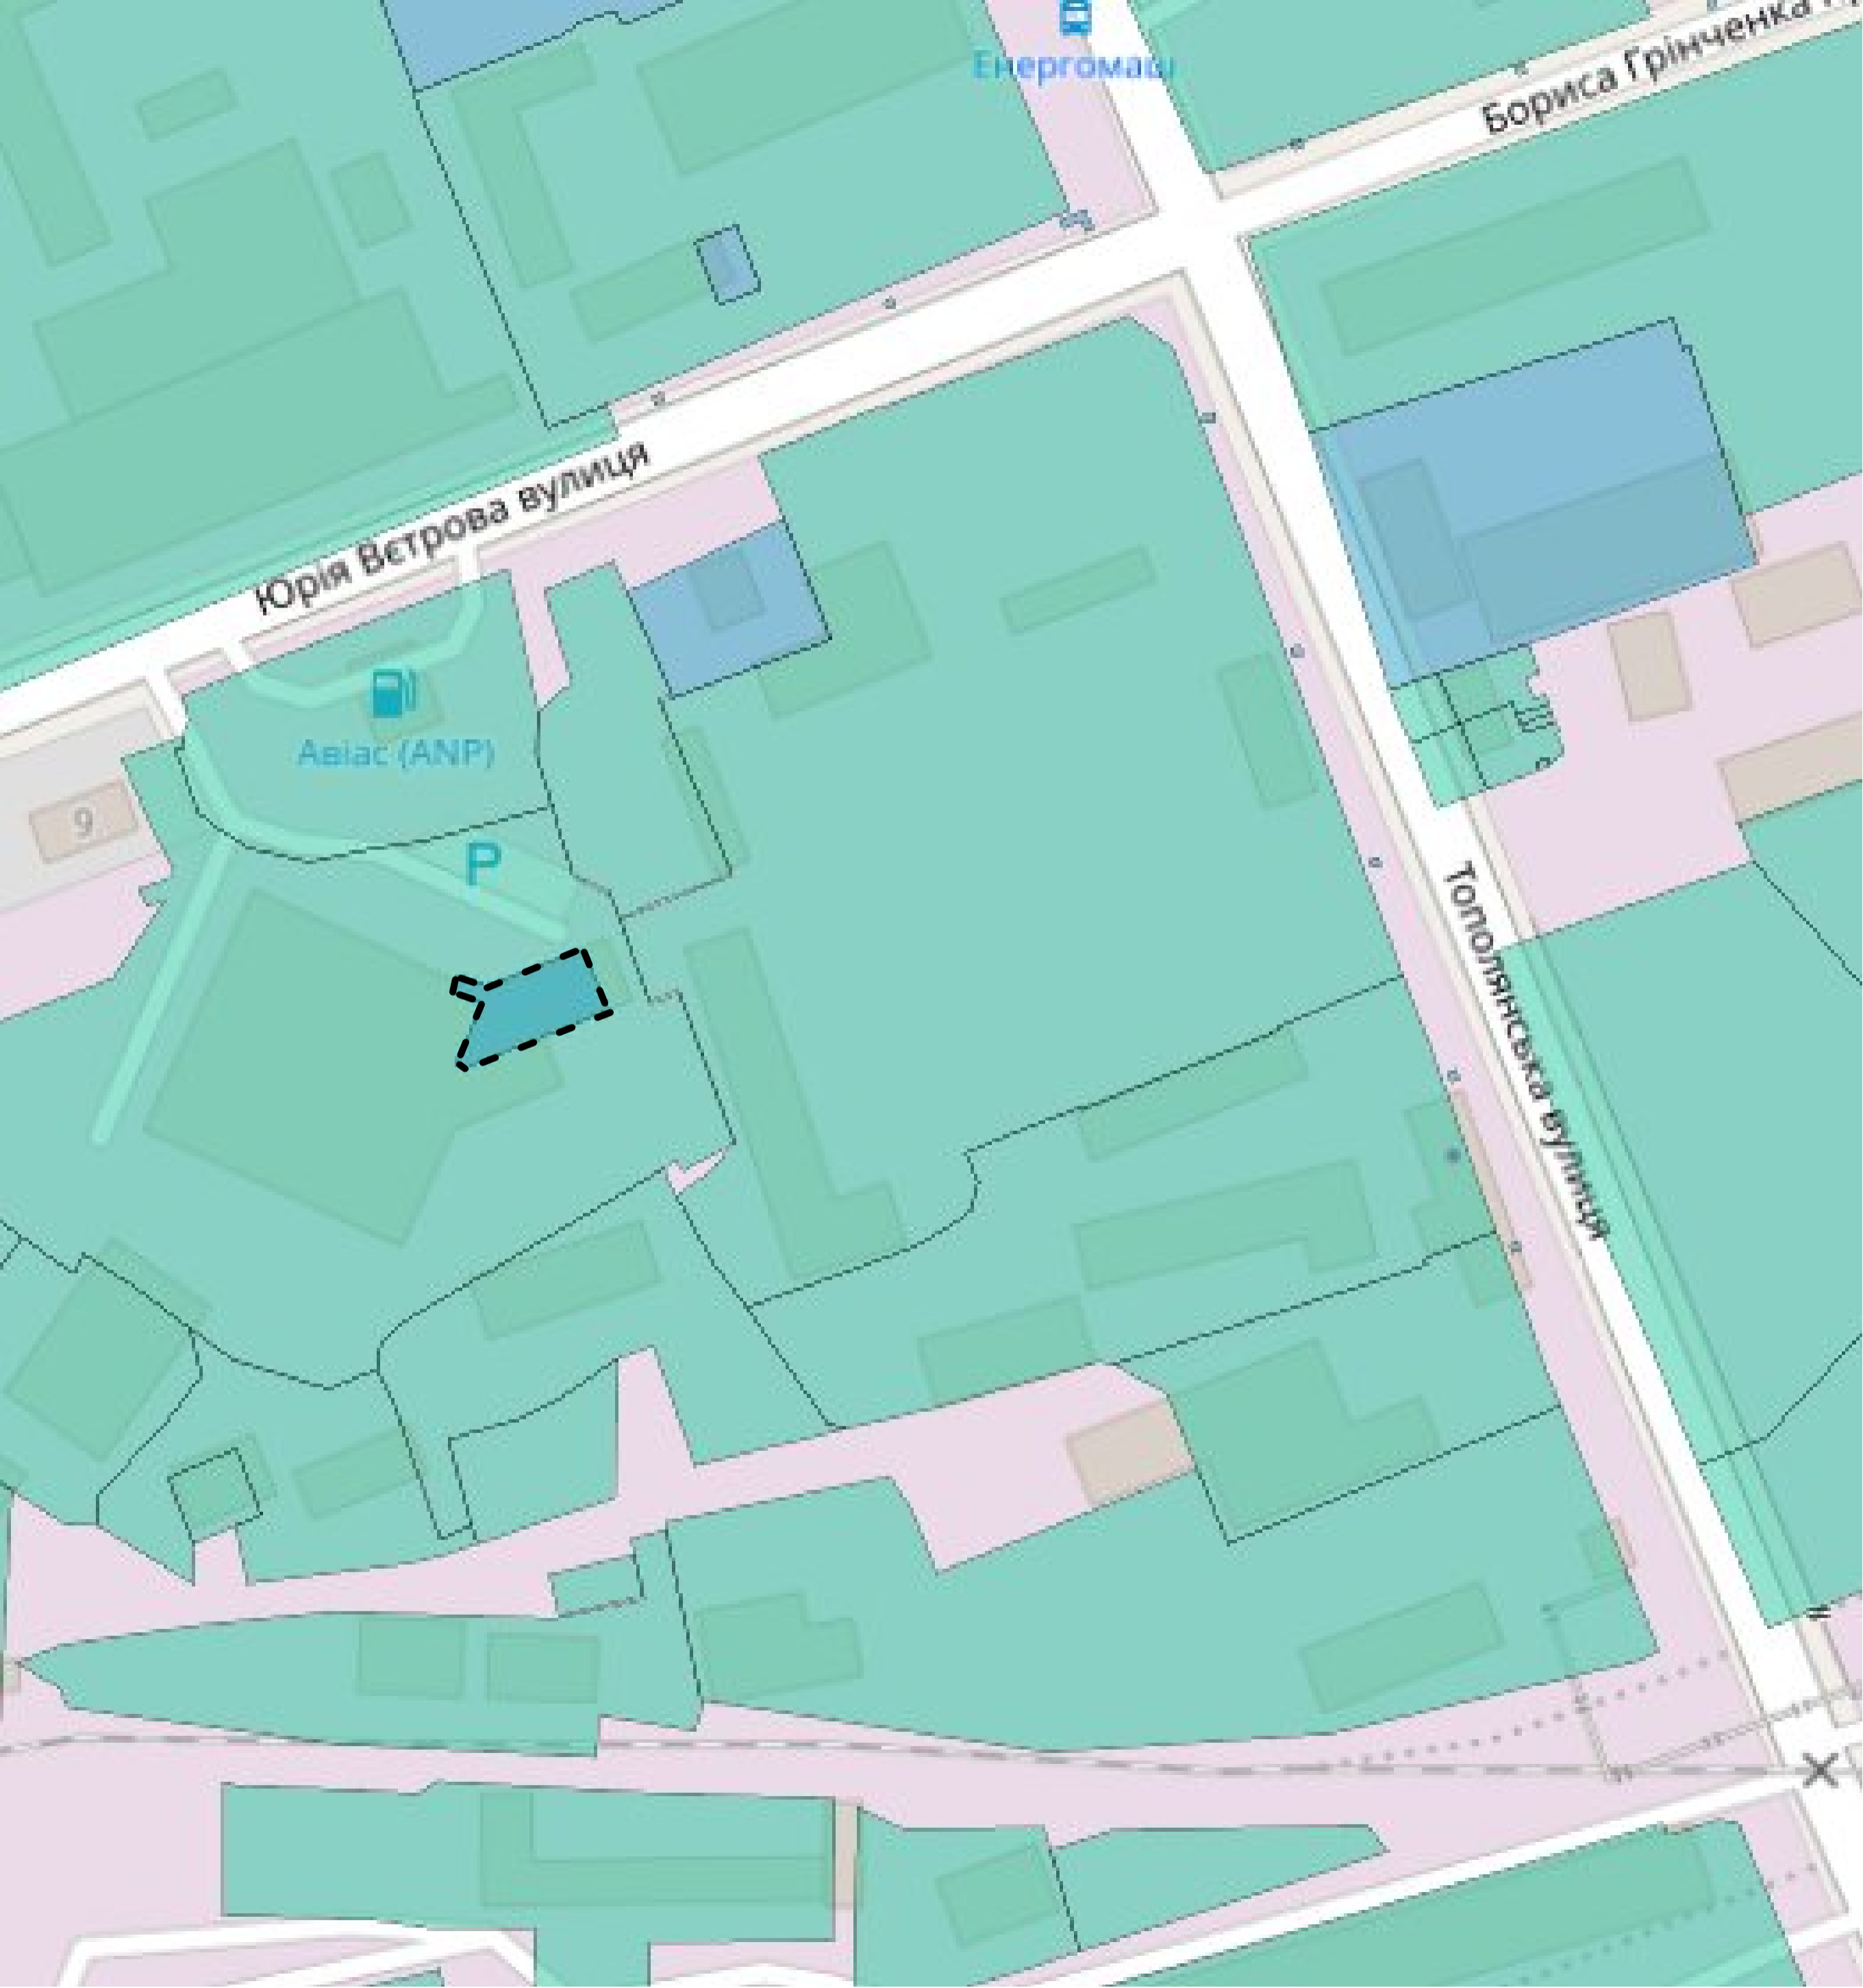 Енергомаш
Бориса Грінченка
Юрія Вєтрова вулиця
Авіас (ANP)
9
P
Тополянська вулиця